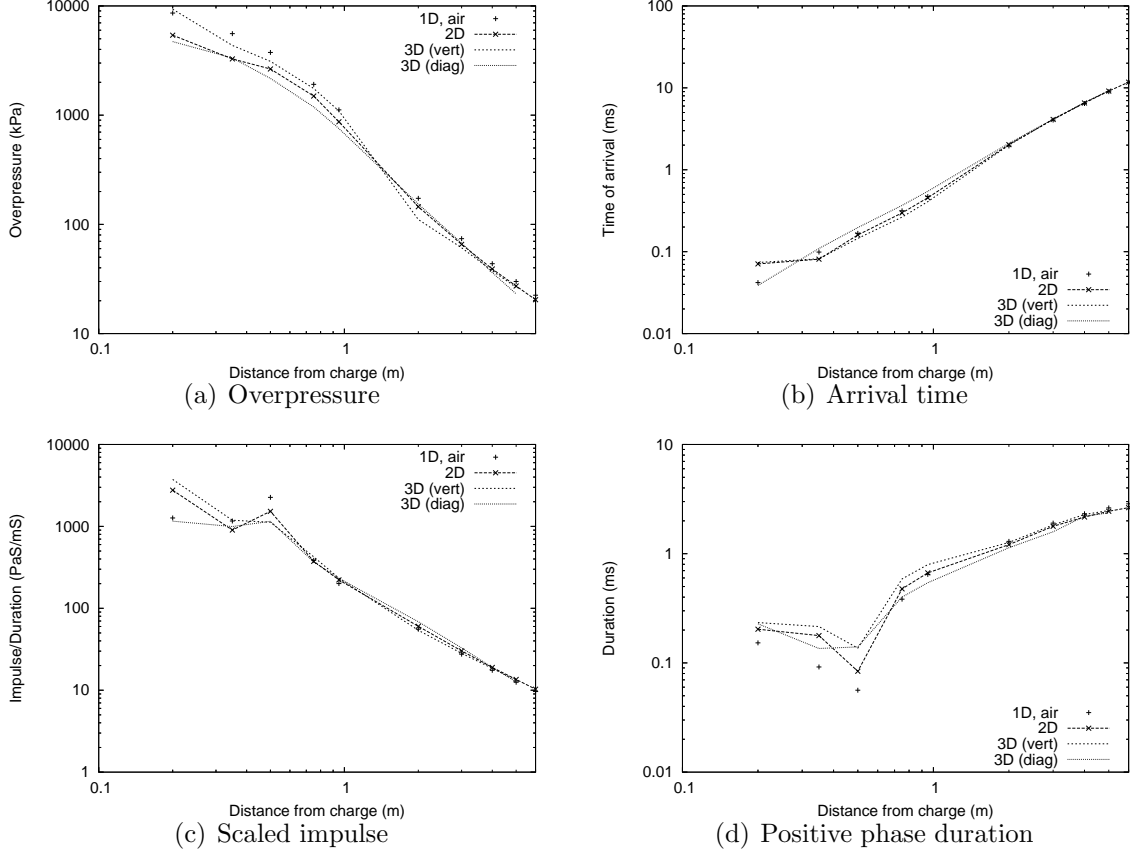 10000
1000
100
10
0.1
1
Overpressure (kPa)
Distance from charge (m)
1D, air
2D
3D (vert)
3D (diag)
(a) Overpressure
100
10
1
0.1
0.01
0.1
1
Time of arrival (ms)
Distance from charge (m)
1D, air
2D
3D (vert)
3D (diag)
(b) Arrival time
10000
1000
100
10
1
0.1
1
Impulse/Duration (PaS/mS)
Distance from charge (m)
1D, air
2D
3D (vert)
3D (diag)
(c) Scaled impulse
10
1
0.1
0.01
0.1
1
Duration (ms)
Distance from charge (m)
1D, air
2D
3D (vert)
3D (diag)
(d) Positive phase duration